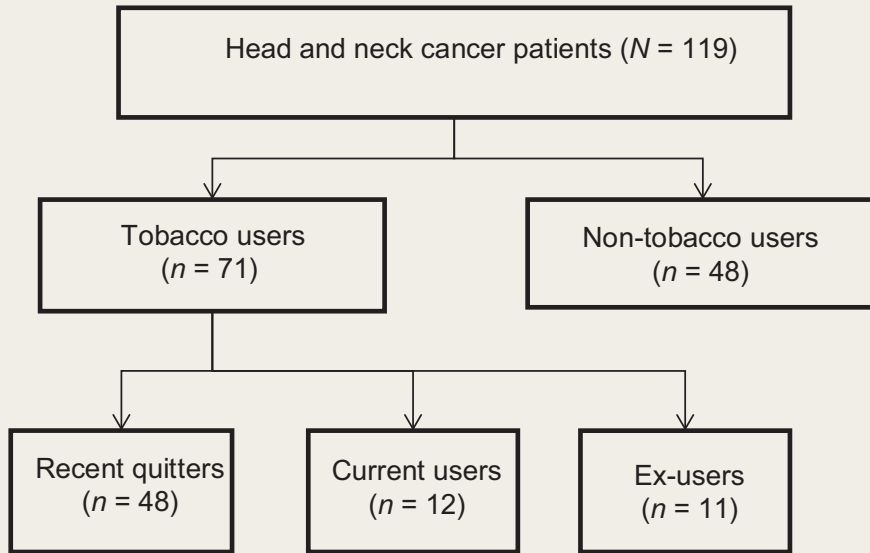 Head and neck cancer patients (N = 119)
Tobacco users
(n = 71)
Non-tobacco users
(n = 48)
Recent quitters
(n = 48)
Current users
(n = 12)
Ex-users
(n = 11)